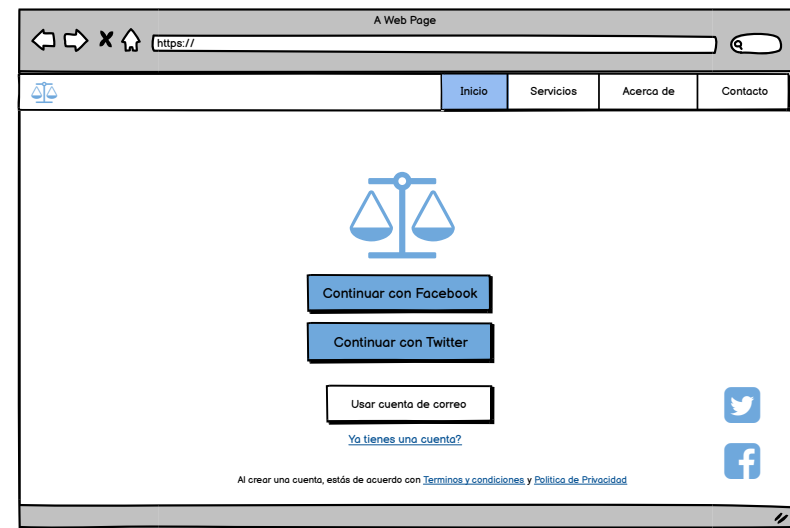 A Web Page
https://
Inicio Servicios Acerca de Contacto
Continuar con Facebook
Continuar con Twitter
Usar cuenta de correo
Ya tienes una cuenta?
Al crear una cuenta, estás de acuerdo con Terminos y condiciones y Politica de Privacidad